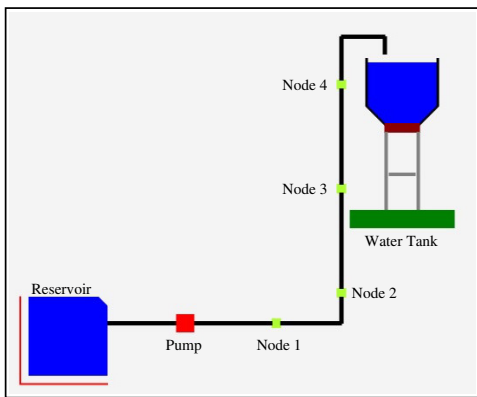 Node 4
Node 3
Water Tank
Reservoir
Node 2
Pump
Node 1